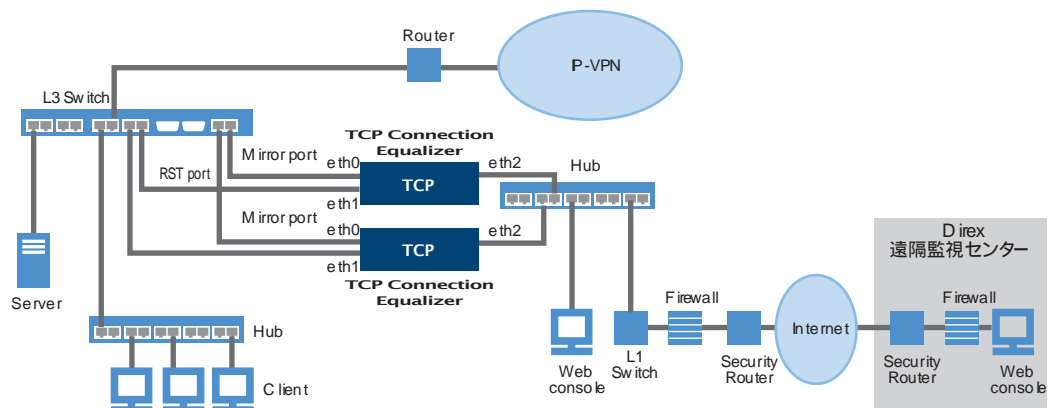 Router
IP-VPN
L3 Switch
TCP Connection
Equalizer
Mirror port
eth0
eth2
Hub
RST port
TCP
eth1
Mirror port
eth0
eth2
TCP
eth1
TCP Connection
Equalizer
Server
Hub
Client
Web
console
L1
Switch
Firewall
Security
Router
Internet
Direx
遠隔監視センター
Firewall
Security
Router
Web
console